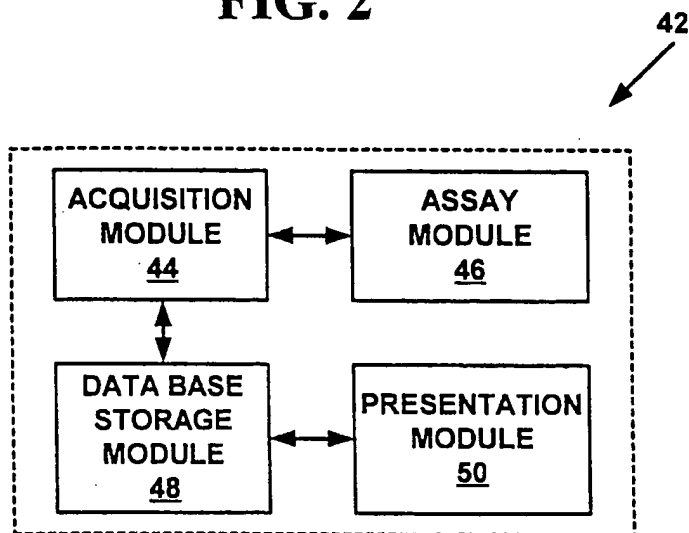 FIG. 2
42
ACQUISITION
MODULE
44
ASSAY
MODULE
46
DATA BASE
STORAGE
MODULE
48
PRESENTATION
MODULE
50